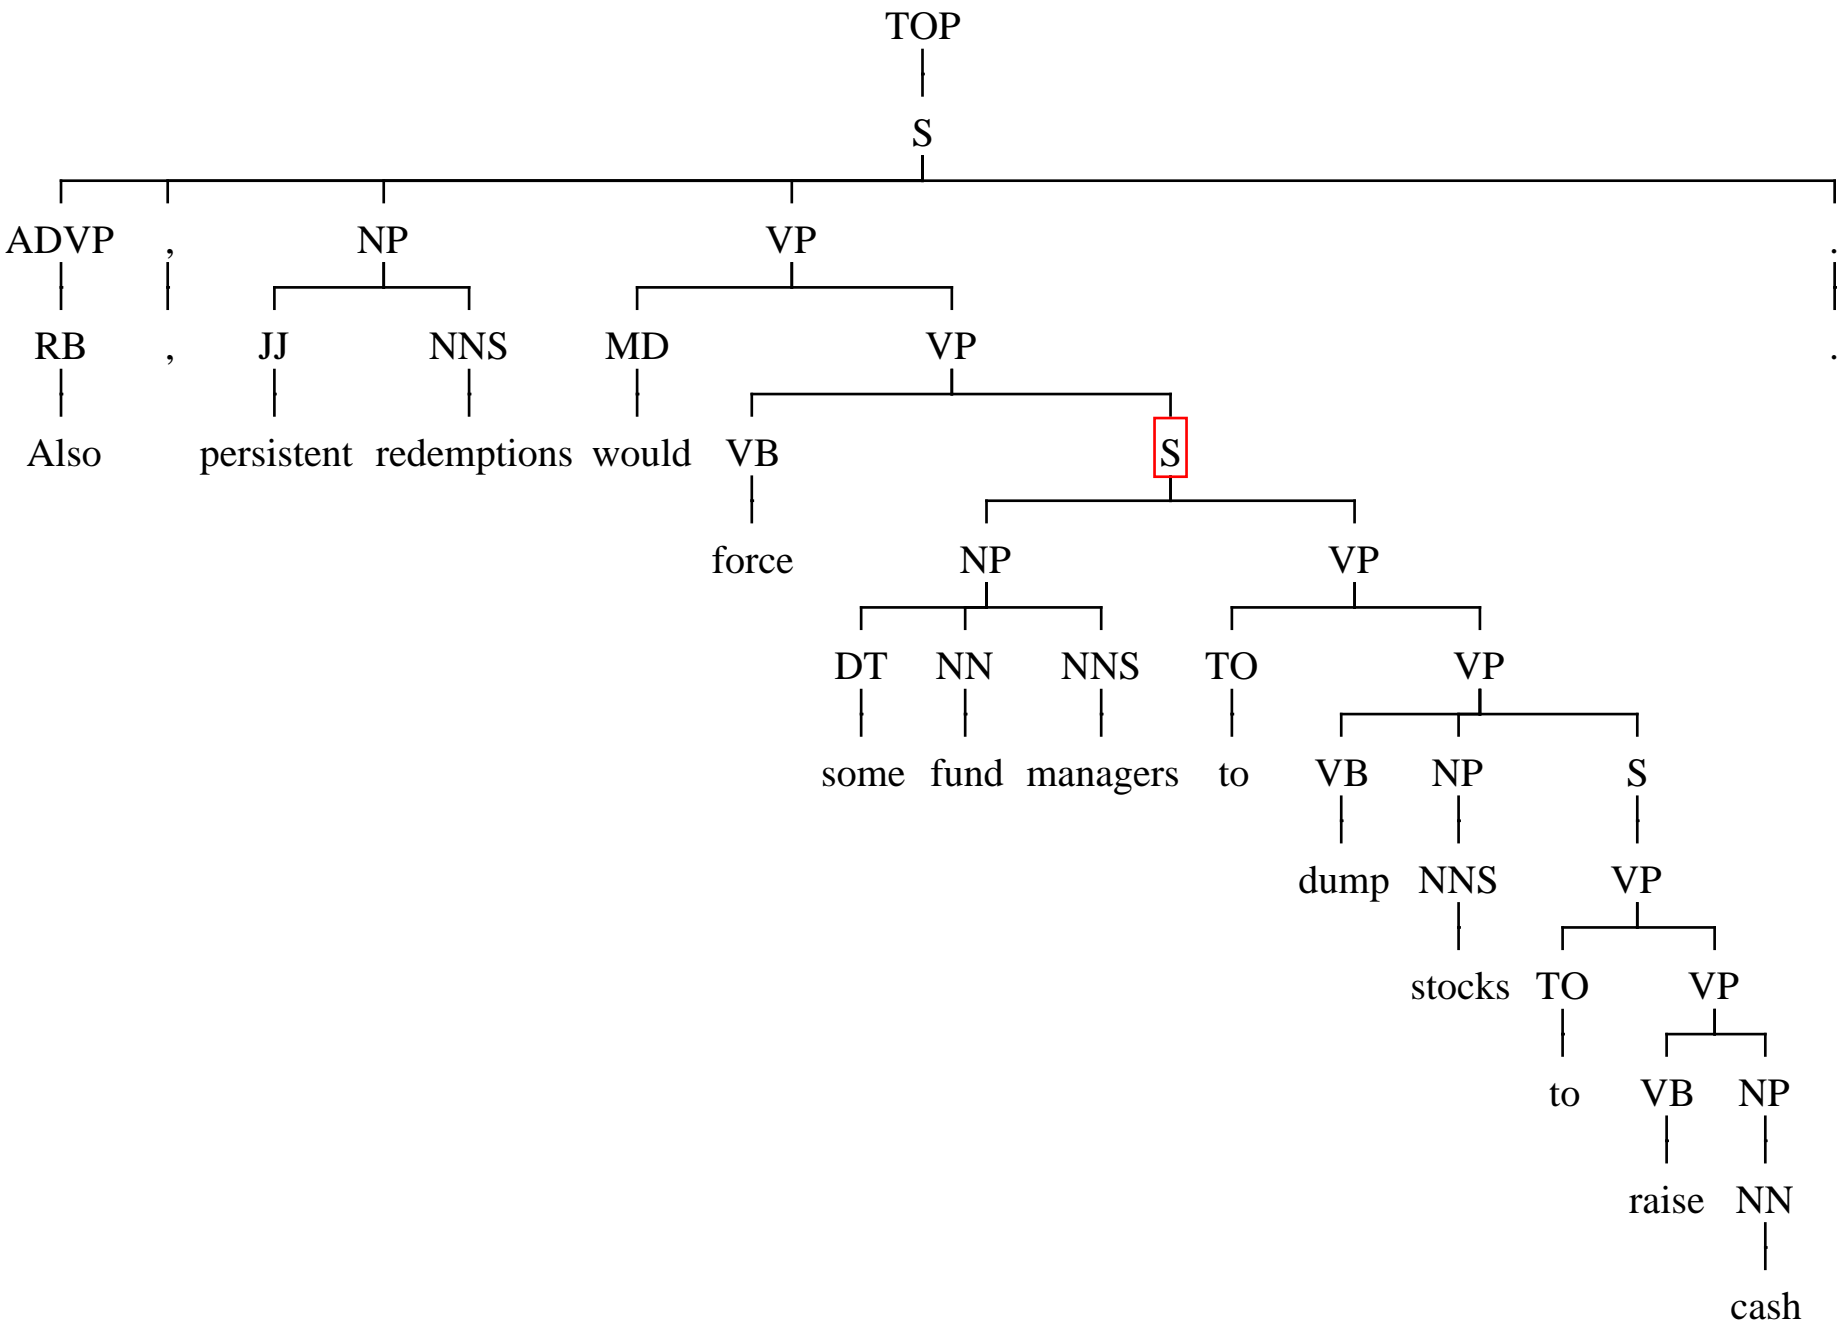 TOP
S
ADVP , NP VP .
RB , JJ NNS MD VP .
Also persistent redemptions would VB S
force NP VP
DT NN NNS TO VP
some fund managers to VB NP S
dump NNS VP
stocks TO VP
to VB NP
raise NN
cash